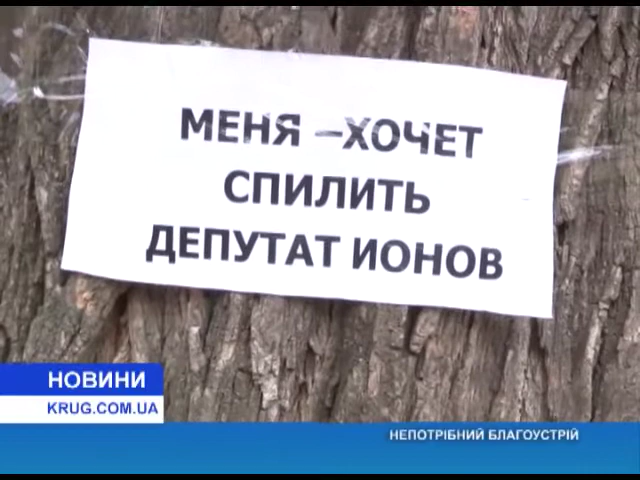 МЕНЯ –ХОЧЕТ
СПИЛИТЬ
ДЕПУТАТ ИОНОВ
НОВИНИ
KRUG.COM.UA
НЕПОТРІБНИЙ БЛАГОУСТРІЙ